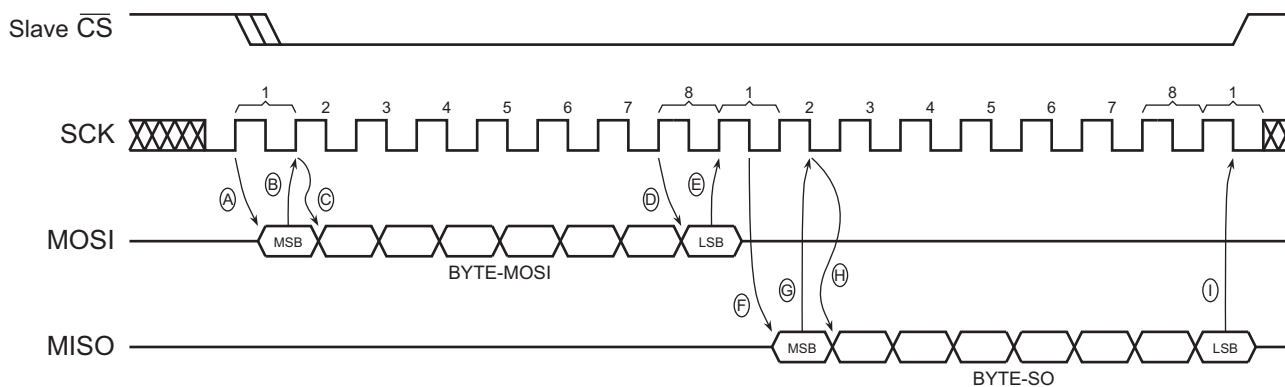 Slave C̅S̅
1 8 1 8 1
2 3 4 5 6 7 2 3 4 5 6 7
SCK
A B C D E
MOSI MSB LSB
BYTE-MOSI
F G H I
MISO MSB LSB
BYTE-SO